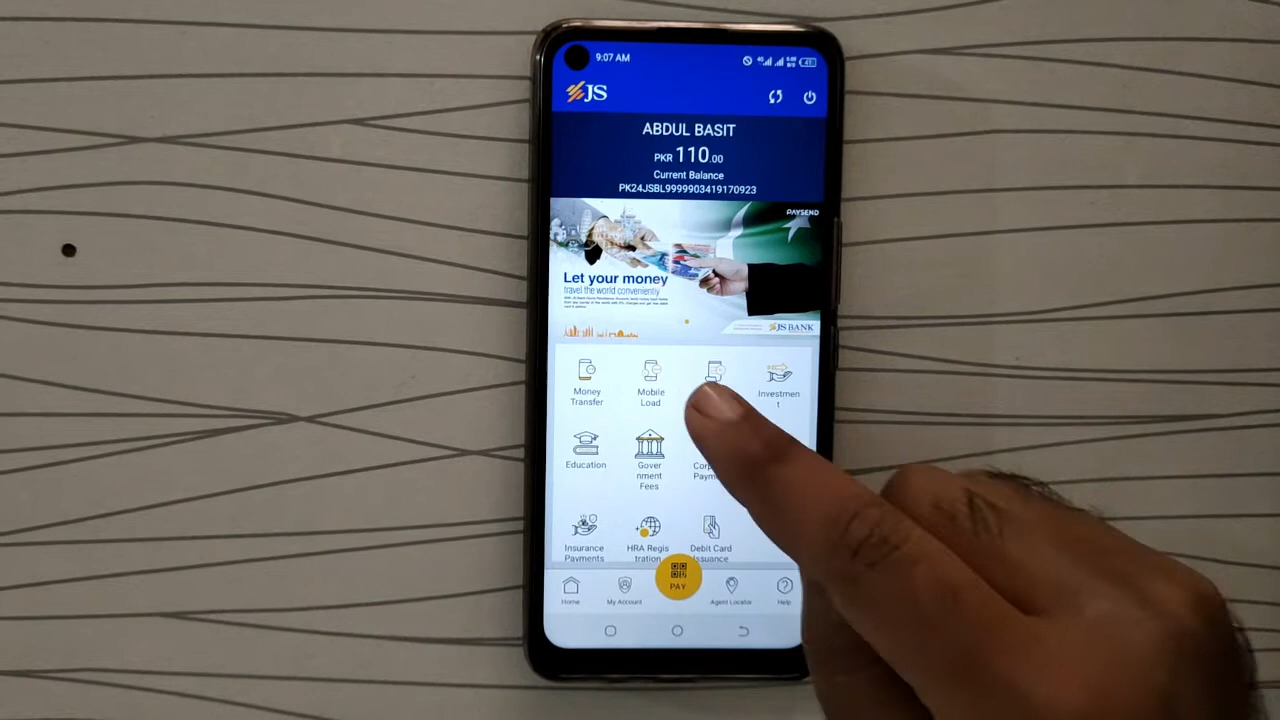 9:07 AM
JS
ABDUL BASIT
PKR 110.00
Current Balance
PK24JSBL9999903419170923
PAYSEND
Let your money
travel the world conveniently
JS BANK
Money
Transfer
Mobile
Load
Investmen
t
Education
Gover
nment
Fees
Insurance
Payments
HRA Regis
tration
Debit Card
Issuance
PAY
Home
My Account
Agent Locator
Help